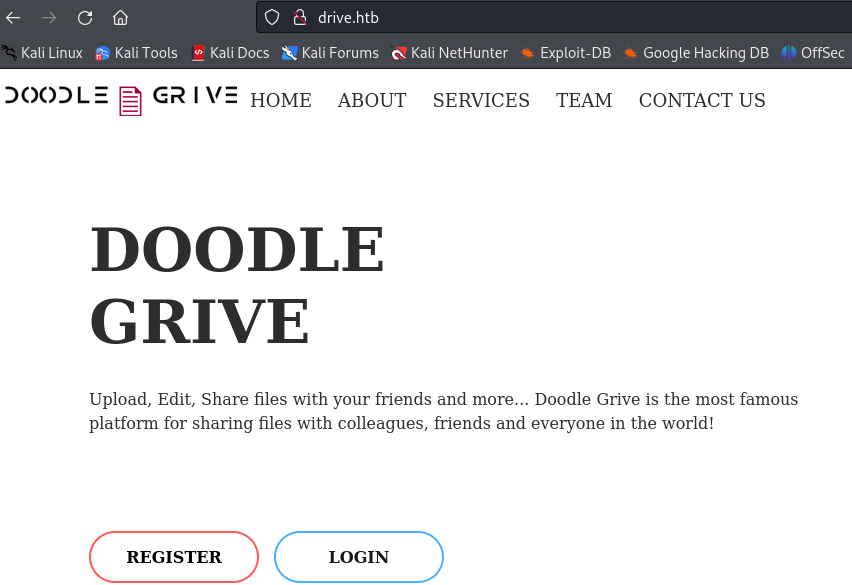 drive.htb
Kali Linux Kali Tools Kali Docs Kali Forums Kali NetHunter Exploit-DB Google Hacking DB OffSec
DOODLE GRIVE HOME ABOUT SERVICES TEAM CONTACT US
DOODLE
GRIVE
Upload, Edit, Share files with your friends and more... Doodle Grive is the most famous
platform for sharing files with colleagues, friends and everyone in the world!
REGISTER LOGIN